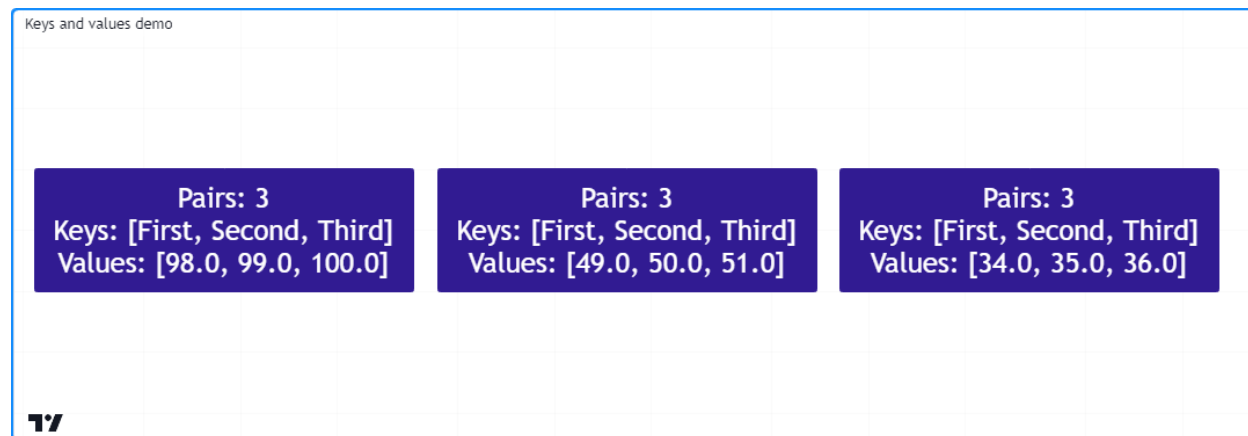 Keys and values demo
Pairs: 3
Keys: [First, Second, Third]
Values: [98.0, 99.0, 100.0]
Pairs: 3
Keys: [First, Second, Third]
Values: [49.0, 50.0, 51.0]
Pairs: 3
Keys: [First, Second, Third]
Values: [34.0, 35.0, 36.0]